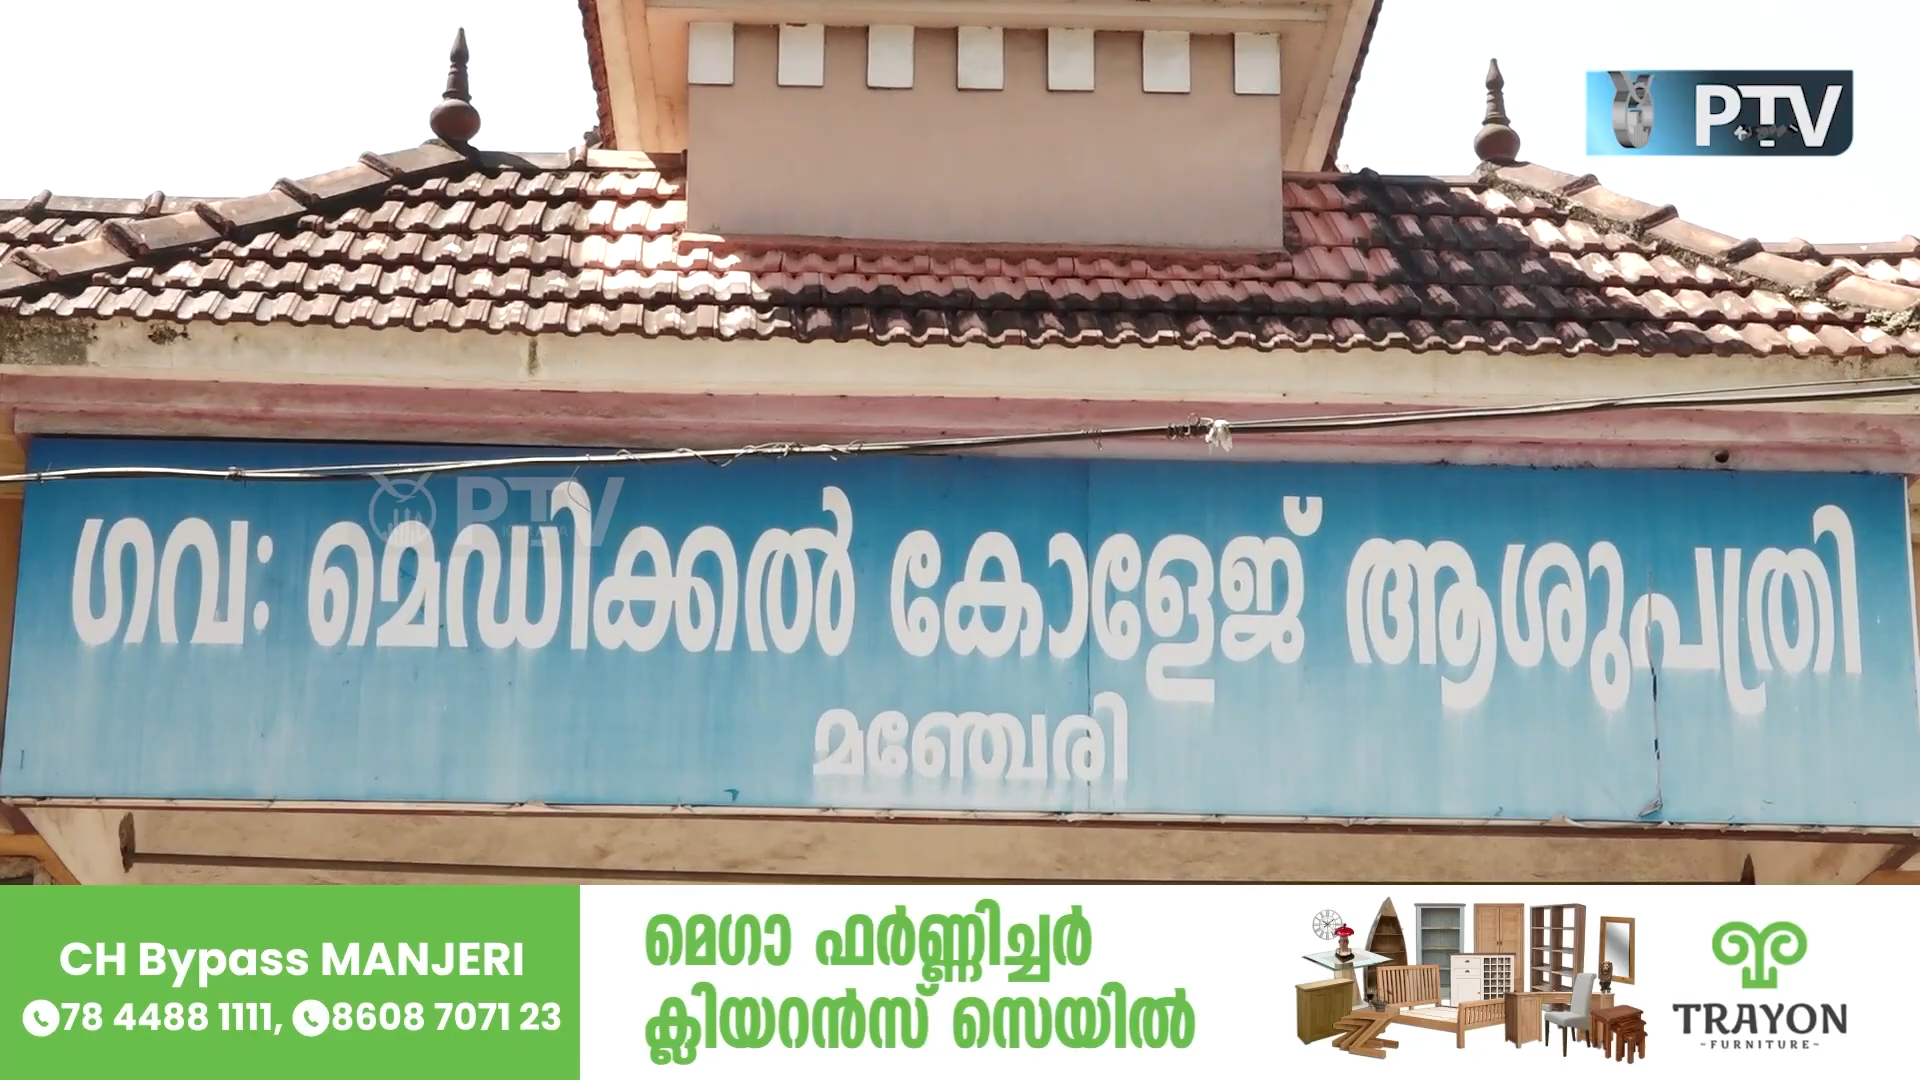 PTV
PTV
ഗവ: മെഡിക്കൽ കോളേജ് ആശുപത്രി
മഞ്ചേരി
CH Bypass MANJERI
78 4488 1111, 8608 7071 23
മെഗാ ഫർണ്ണിച്ചർ
ക്ലിയറൻസ് സെയിൽ
TRAYON
~FURNITURE~